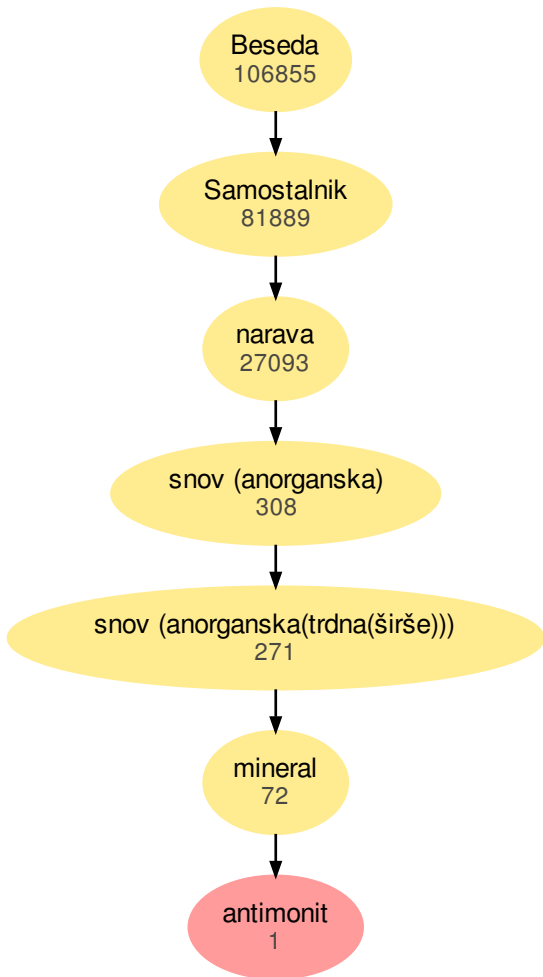 Beseda
106855
Samostalnik
81889
narava
27093
snov (anorganska)
308
snov (anorganska(trdna(širše)))
271
mineral
72
antimonit
1